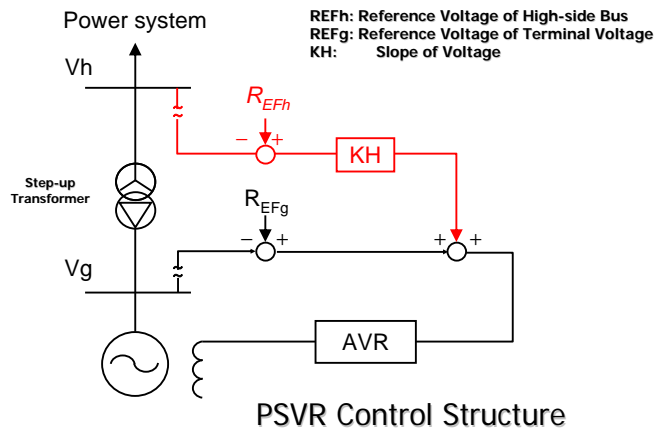 Power system
REFh: Reference Voltage of High-side Bus
REFg: Reference Voltage of Terminal Voltage
KH: Slope of Voltage
Vh
REFh
− +
KH
Step-up
Transformer
REFg
− +
+ +
Vg
AVR
PSVR Control Structure